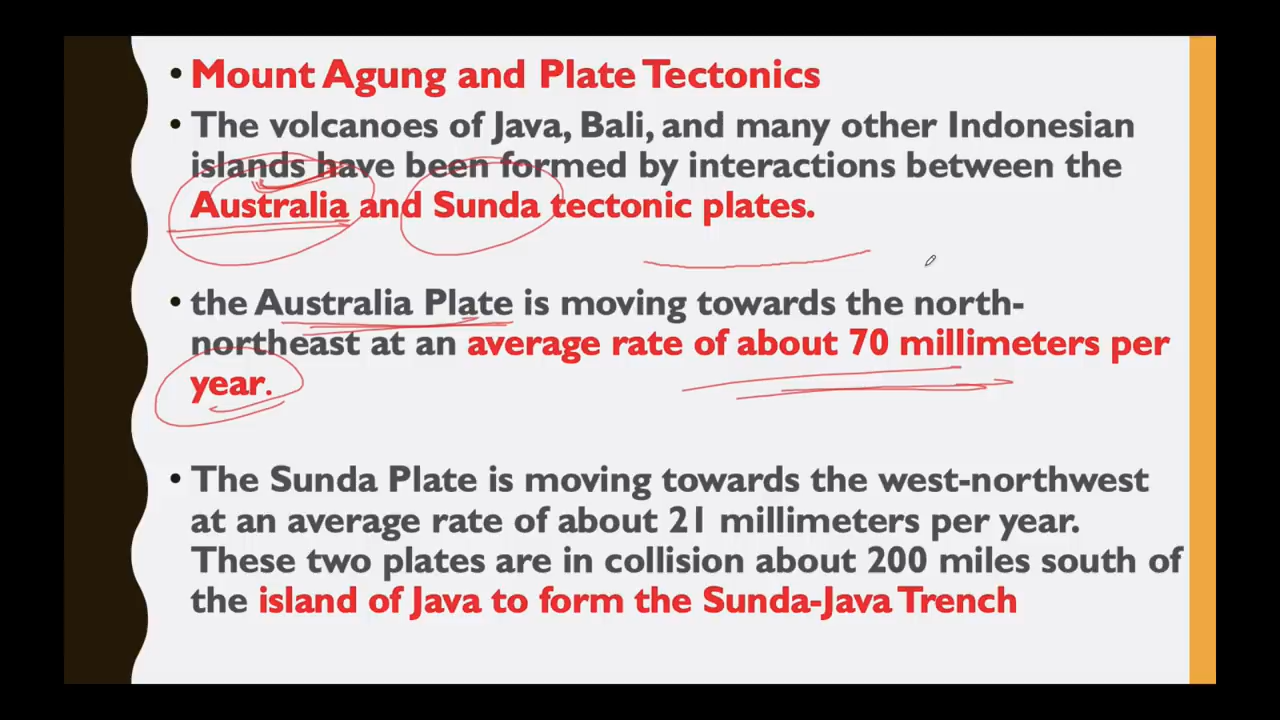 • Mount Agung and Plate Tectonics
• The volcanoes of Java, Bali, and many other Indonesian
islands have been formed by interactions between the
Australia and Sunda tectonic plates.
• the Australia Plate is moving towards the north-
northeast at an average rate of about 70 millimeters per
year.
• The Sunda Plate is moving towards the west-northwest
at an average rate of about 21 millimeters per year.
These two plates are in collision about 200 miles south of
the island of Java to form the Sunda-Java Trench